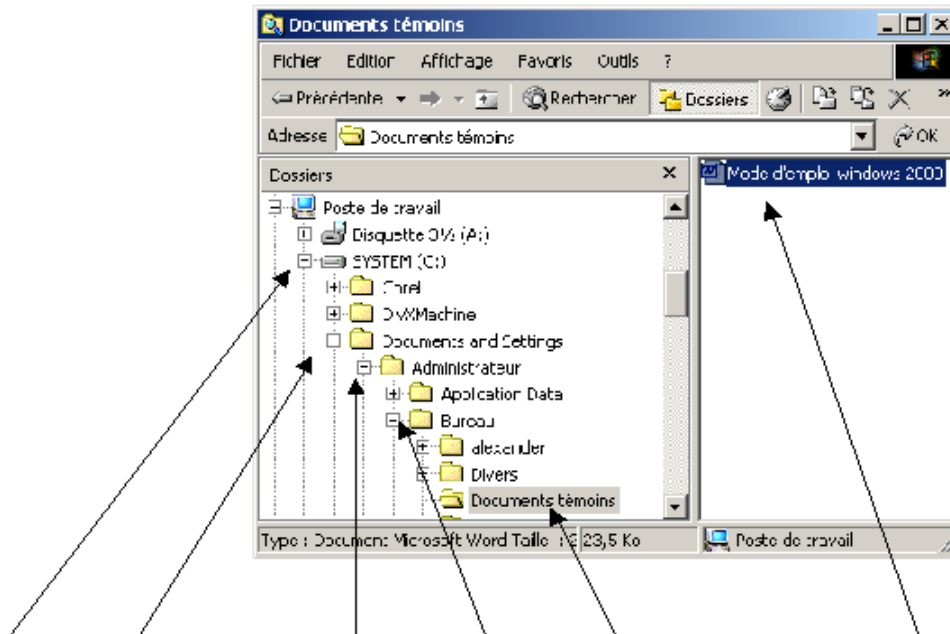 Documents témoins
Fichier Edition Affichage Favoris Outils ?
Précédente Rechercher Dossiers »
Adresse Documents témoins OK
Dossiers
Mode d'emploi windows 2000
Poste de travail
Disquette 3½ (A:)
SYSTEM (C:)
Corel
DivXMachine
Documents and Settings
Administrateur
Application Data
Bureau
alexander
Divers
Documents témoins
Type : Document Microsoft Word Taille : 2 23,5 Ko Poste de travail